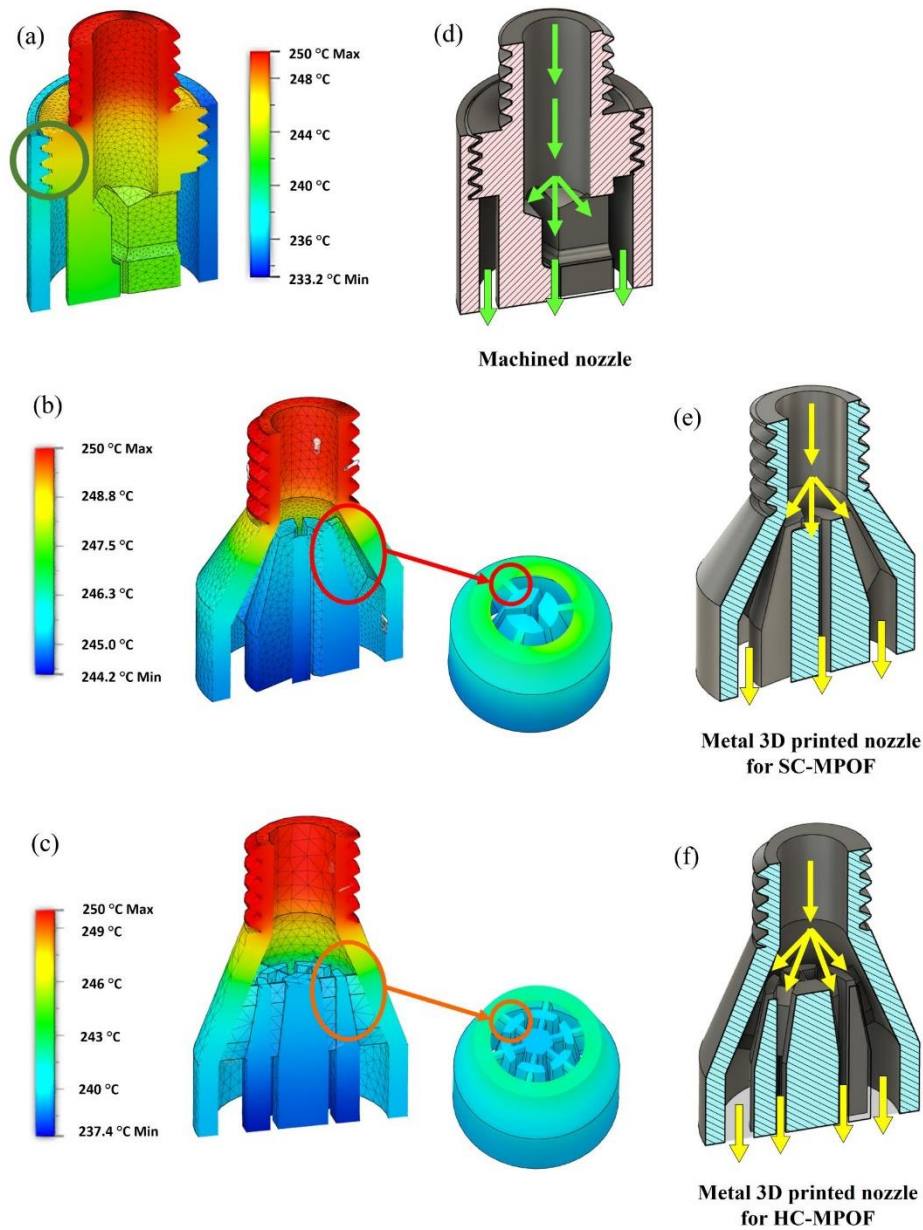 (a)
250 °C Max
248 °C
244 °C
240 °C
236 °C
233.2 °C Min
(d)
Machined nozzle
(b)
250 °C Max
248.8 °C
247.5 °C
246.3 °C
245.0 °C
244.2 °C Min
(e)
Metal 3D printed nozzle
for SC-MPOF
(c)
250 °C Max
249 °C
246 °C
243 °C
240 °C
237.4 °C Min
(f)
Metal 3D printed nozzle
for HC-MPOF